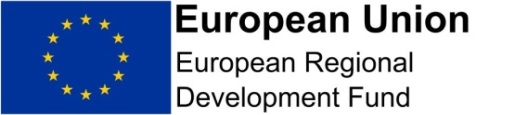 European Union
European Regional
Development Fund